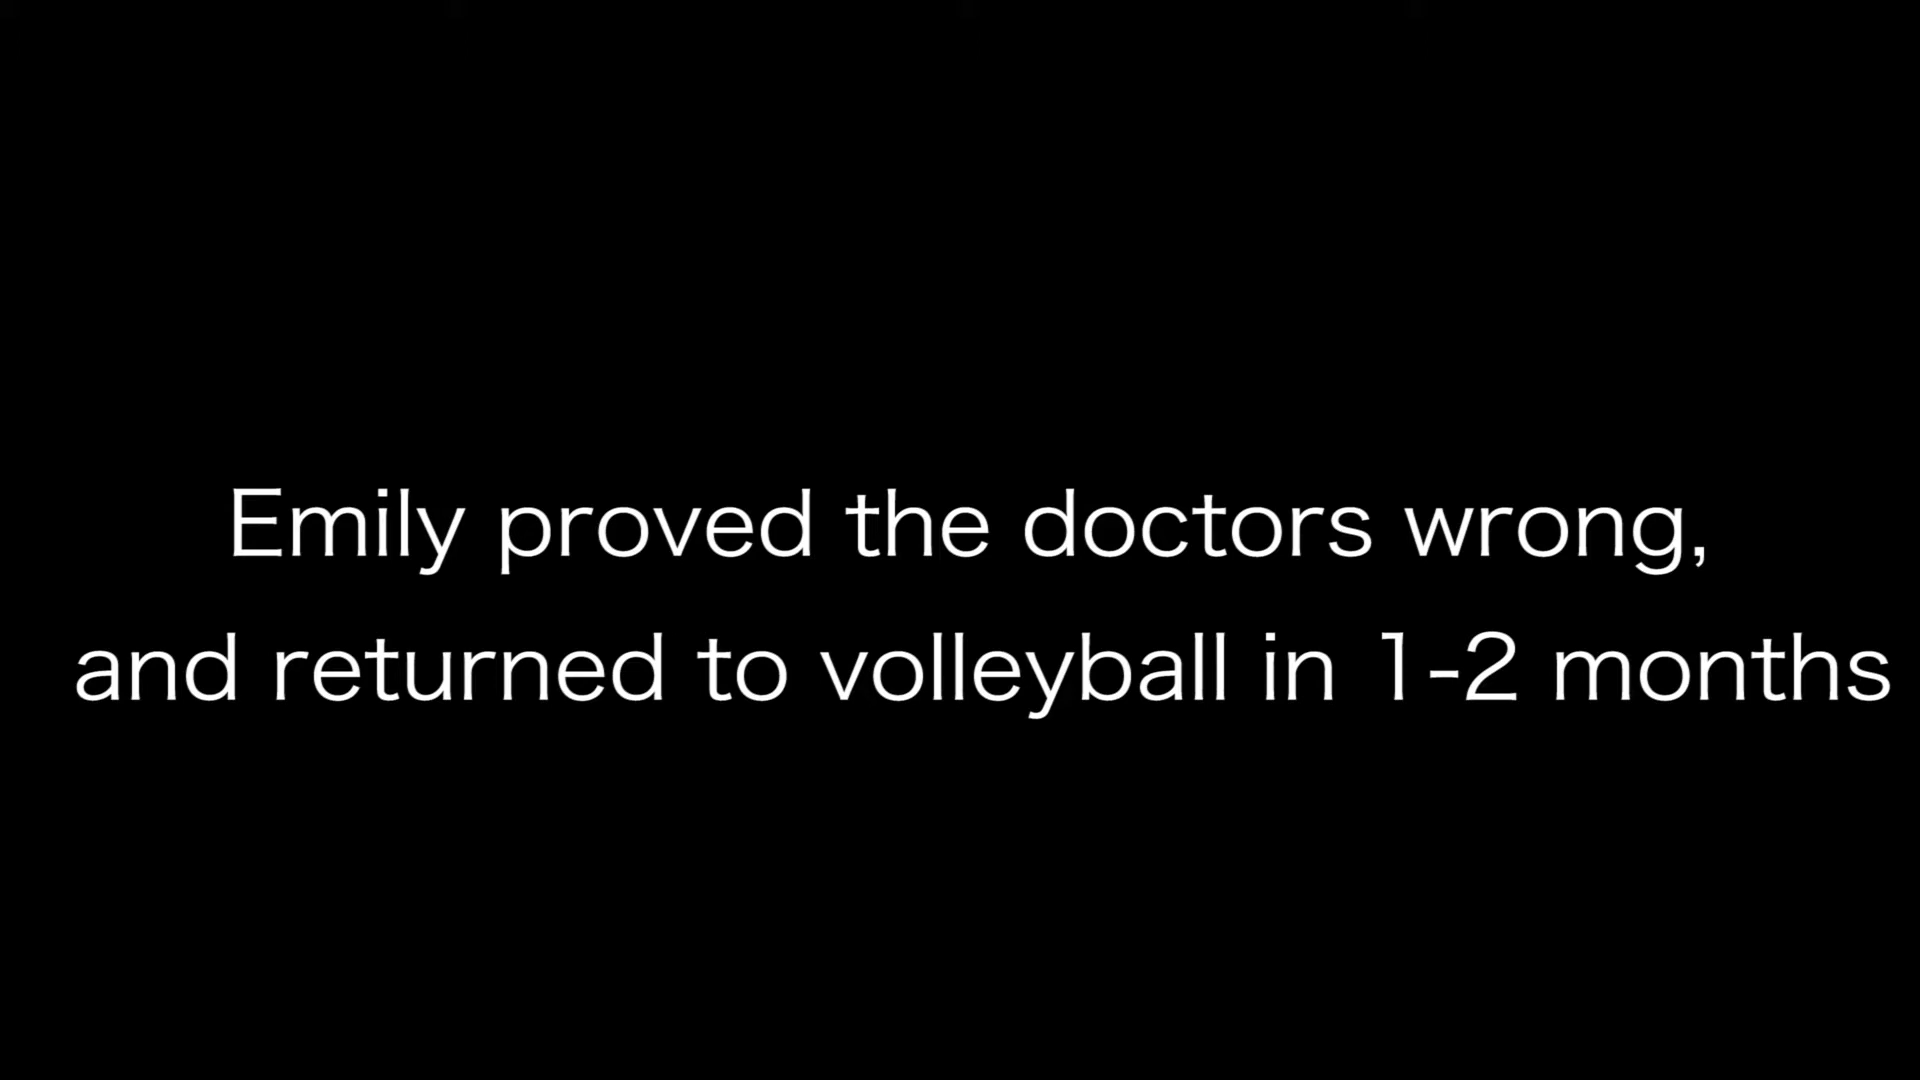 Emily proved the doctors wrong,
and returned to volleyball in 1-2 months